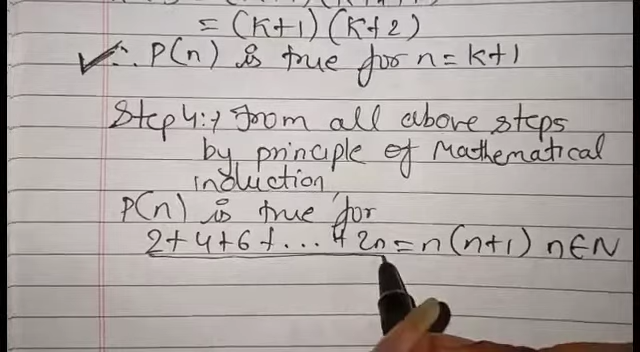 = (K+1) (K+2)
✓∴ P(n) is true for n = K+1
Step 4:→ From all above steps
by principle of Mathematical
induction
P(n) is true for
2+4+6+... + 2n = n(n+1) n∈N